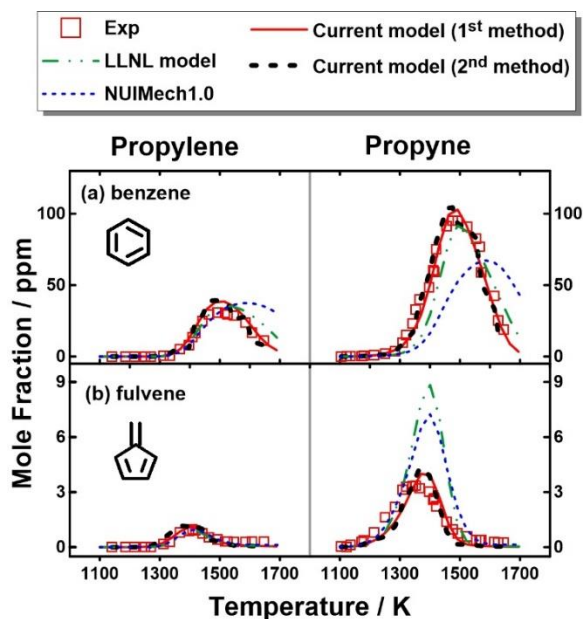 Exp
LLNL model
NUIMech1.0
Current model (1st method)
Current model (2nd method)
Propylene
Propyne
(a) benzene
100
50
0
100
50
0
(b) fulvene
9
6
3
0
9
6
3
0
Mole Fraction / ppm
1100 1300 1500 1700 1100 1300 1500 1700
Temperature / K